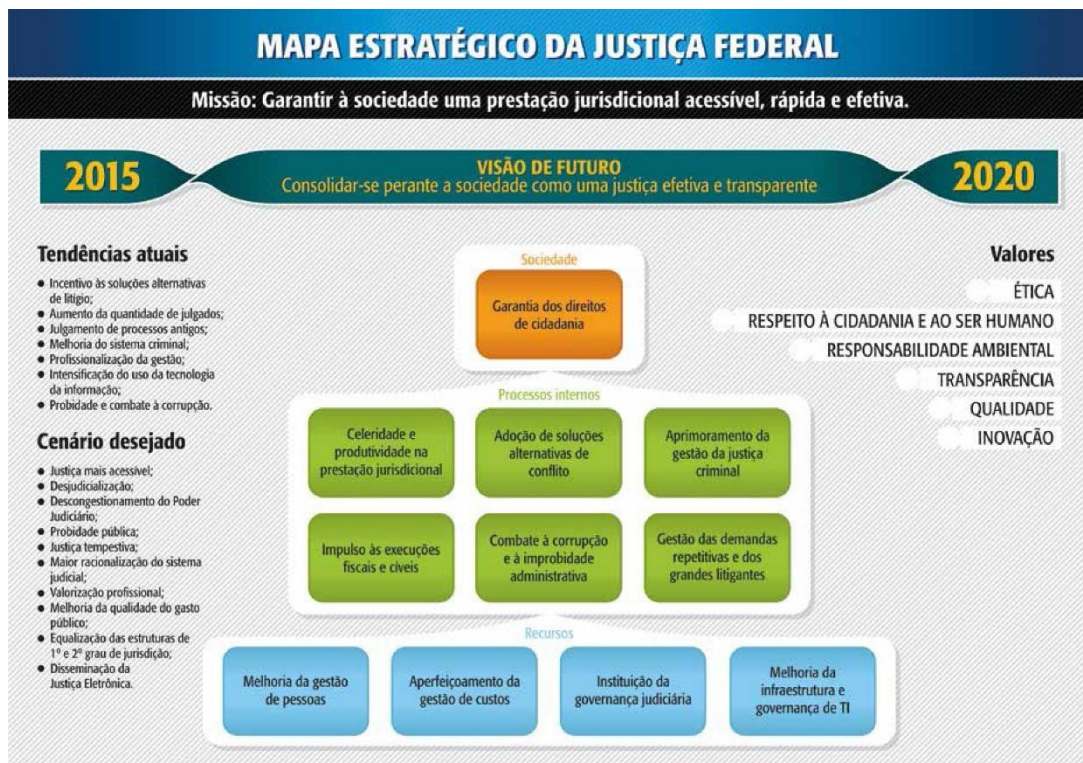 MAPA ESTRATÉGICO DA JUSTIÇA FEDERAL
Missão: Garantir à sociedade uma prestação jurisdicional acessível, rápida e efetiva.
2015
VISÃO DE FUTURO
Consolidar-se perante a sociedade como uma justiça efetiva e transparente
2020
Tendências atuais
● Incentivo às soluções alternativas
de litígio;
● Aumento da quantidade de julgados;
● Julgamento de processos antigos;
● Melhoria do sistema criminal;
● Profissionalização da gestão;
● Intensificação do uso da tecnologia
da informação;
● Probidade e combate à corrupção.
Cenário desejado
● Justiça mais acessível;
● Desjudicialização;
● Descongestionamento do Poder
Judiciário;
● Probidade pública;
● Justiça tempestiva;
● Maior racionalização do sistema
judicial;
● Valorização profissional;
● Melhoria da qualidade do gasto
público;
● Equalização das estruturas de
1º e 2º grau de jurisdição;
● Disseminação da
Justiça Eletrônica.
Sociedade
Garantia dos direitos
de cidadania
Processos internos
Celeridade e
produtividade na
prestação jurisdicional
Adoção de soluções
alternativas de
conflito
Aprimoramento da
gestão da justiça
criminal
Impulso às execuções
fiscais e cíveis
Combate à corrupção
e à improbidade
administrativa
Gestão das demandas
repetitivas e dos
grandes litigantes
Recursos
Melhoria da gestão
de pessoas
Aperfeiçoamento da
gestão de custos
Instituição da
governança judiciária
Melhoria da
infraestrutura e
governança de TI
Valores
ÉTICA
RESPEITO À CIDADANIA E AO SER HUMANO
RESPONSABILIDADE AMBIENTAL
TRANSPARÊNCIA
QUALIDADE
INOVAÇÃO